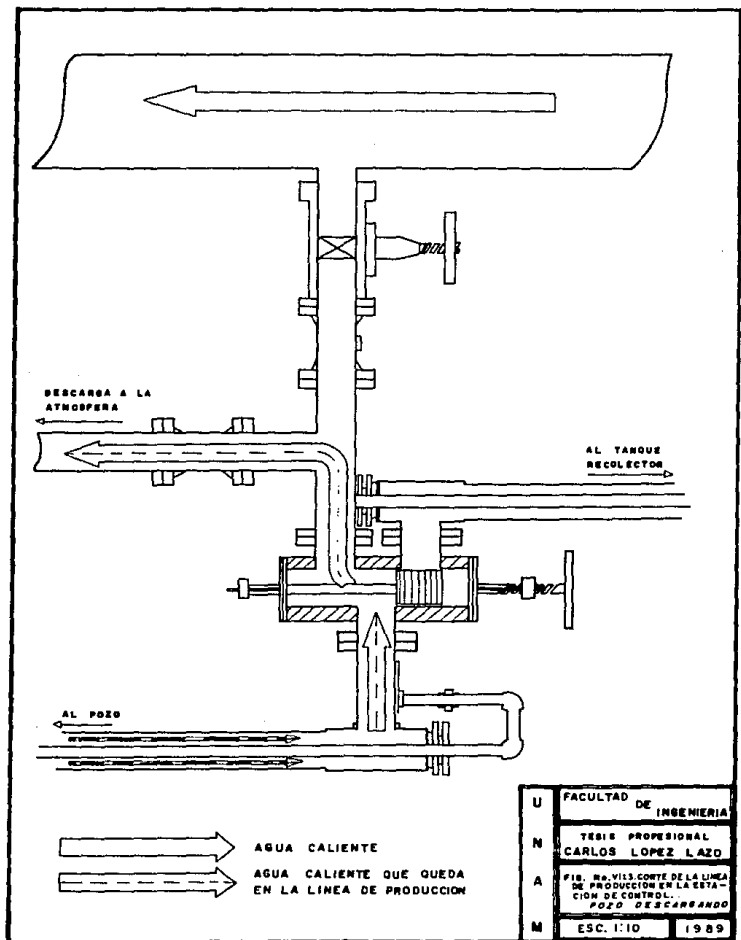 DESCARGA A LA
ATMOSFERA
AL TANQUE
RECOLECTOR
AL POZO
AGUA CALIENTE
AGUA CALIENTE QUE QUEDA
EN LA LINEA DE PRODUCCION
U N A M
FACULTAD DE INGENIERIA
TESIS PROFESIONAL
CARLOS LOPEZ LAZO
FIG. No. VII.3. CORTE DE LA LINEA
DE PRODUCCION EN LA ESTA-
CION DE CONTROL..
POZO DESCARGANDO
ESC. 1:10
1989